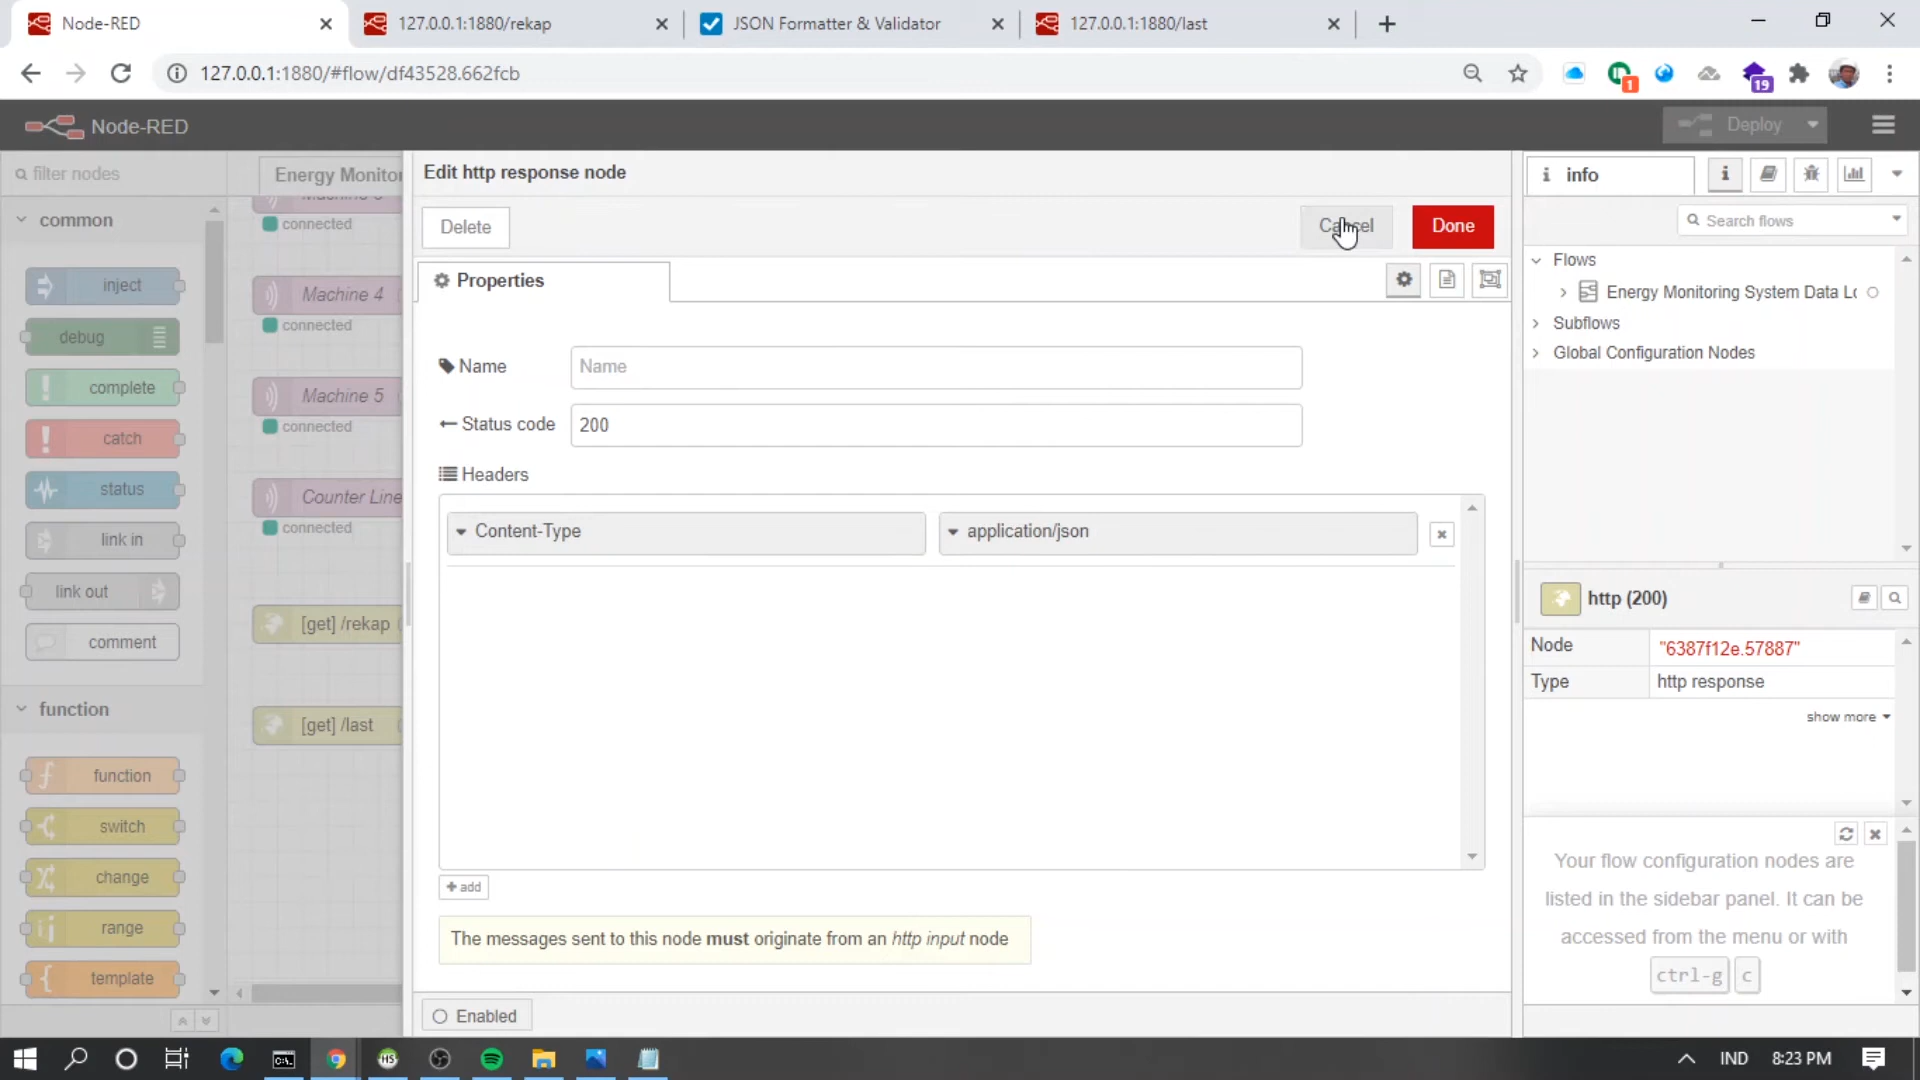 Node-RED
127.0.0.1:1880/rekap
JSON Formatter & Validator
127.0.0.1:1880/last
127.0.0.1:1880/#flow/df43528.662fcb
1
19
Node-RED
Deploy
filter nodes
Energy Monitor
Edit http response node
info
common
connected
Delete
Cancel
Done
Search flows
inject
Machine 4
Properties
Flows
Energy Monitoring System Data Lo
debug
connected
Subflows
Global Configuration Nodes
complete
Machine 5
Name
Name
catch
connected
Status code
200
status
Counter Line
Headers
link in
connected
Content-Type
application/json
link out
[get] /rekap
http (200)
comment
Node
"6387f12e.57887"
Type
http response
function
[get] /last
show more
function
switch
Your flow configuration nodes are
listed in the sidebar panel. It can be
accessed from the menu or with
ctrl-g
c
change
add
range
The messages sent to this node must originate from an http input node
template
Enabled
IND
8:23 PM